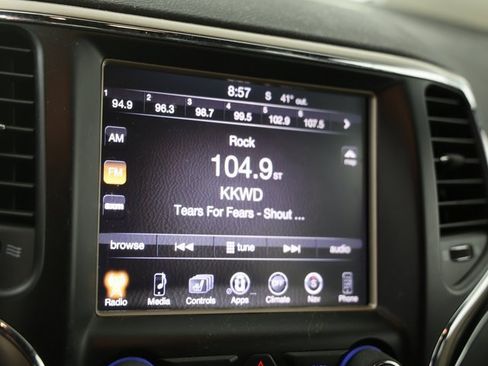 8:57 S 41° out.
1 2 3 4 5 6
94.9 96.3 98.7 99.5 102.9 107.5
AM
Rock
FM
104.9 ST
KKWD
Tears For Fears - Shout ...
browse tune audio
Radio Media Controls Apps Climate Nav Phone